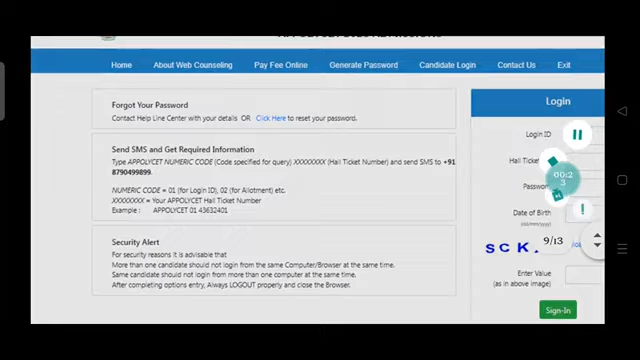 Home About Web Counseling Pay Fee Online Generate Password Candidate Login Contact Us Exit
Forgot Your Password
Contact Help Line Center with your details OR Click Here to reset your password.
Send SMS and Get Required Information
Type APPOLYCET NUMERIC CODE (Code specified for query) XXXXXXXX (Hall Ticket Number) and send SMS to +91
8790499899.
NUMERIC CODE = 01 (for Login ID), 02 (for Allotment) etc.
XXXXXXXX = Your APPOLYCET Hall Ticket Number
Example : APPOLYCET 01 43632401
Security Alert
For security reasons it is advisable that
More than one candidate should not login from the same Computer/Browser at the same time.
Same candidate should not login from more than one computer at the same time.
After completing options entry, Always LOGOUT properly and close the Browser.
Login
Login ID
Hall Ticket
00:23
Password
Date of Birth
(dd/mm/yyyy)
S C K
9/13
Enter Value
(as in above image)
Sign-In